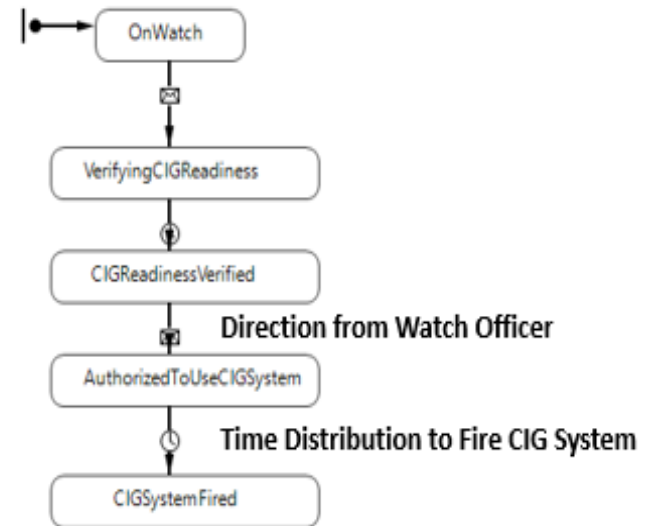 OnWatch
VerifyingCIGReadiness
CIGReadinessVerified
Direction from Watch Officer
AuthorizedToUseCIGSystem
Time Distribution to Fire CIG System
CIGSystemFired